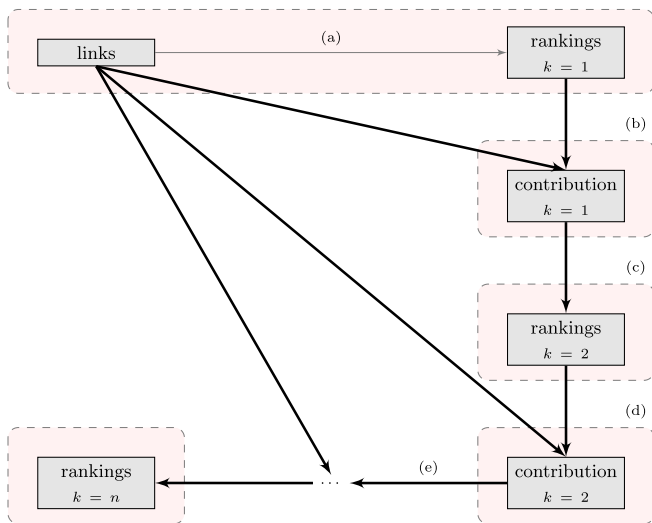 links
(a)
rankings
k = 1
(b)
contribution
k = 1
(c)
rankings
k = 2
(d)
rankings
k = n
...
(e)
contribution
k = 2